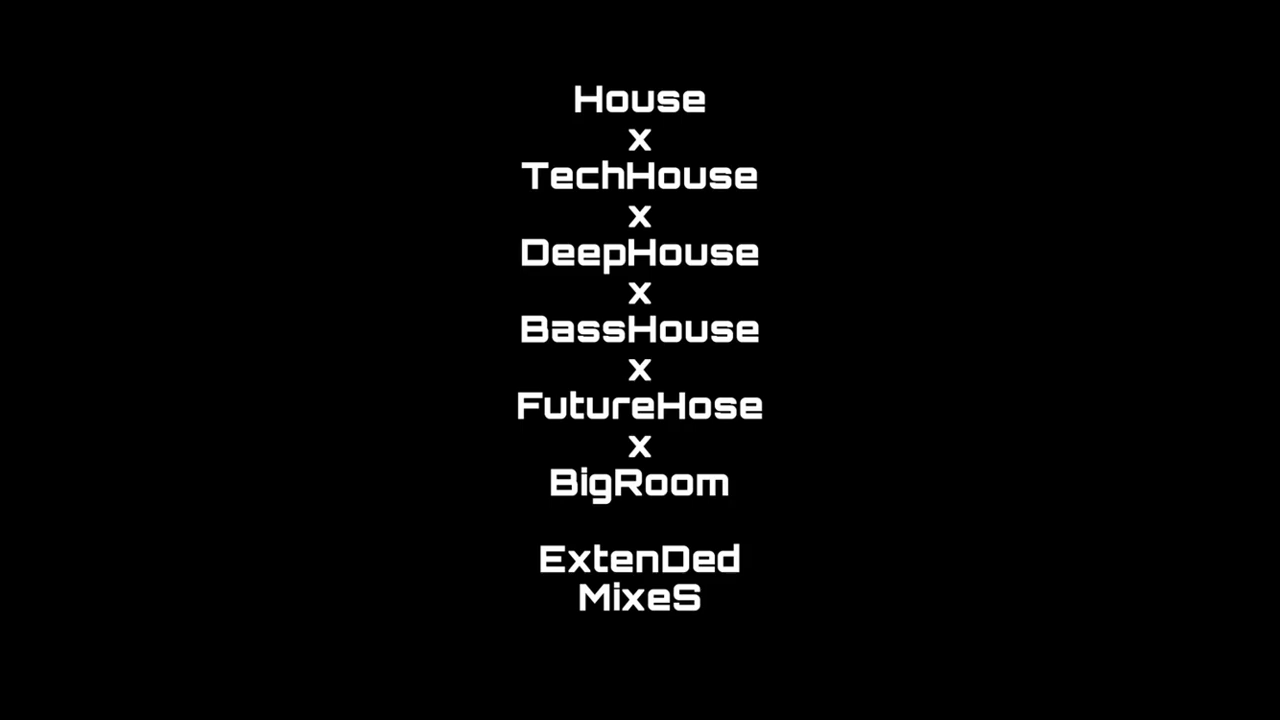 House
x
TechHouse
x
DeepHouse
x
BassHouse
x
FutureHose
x
BigRoom
ExtenDed
MixeS